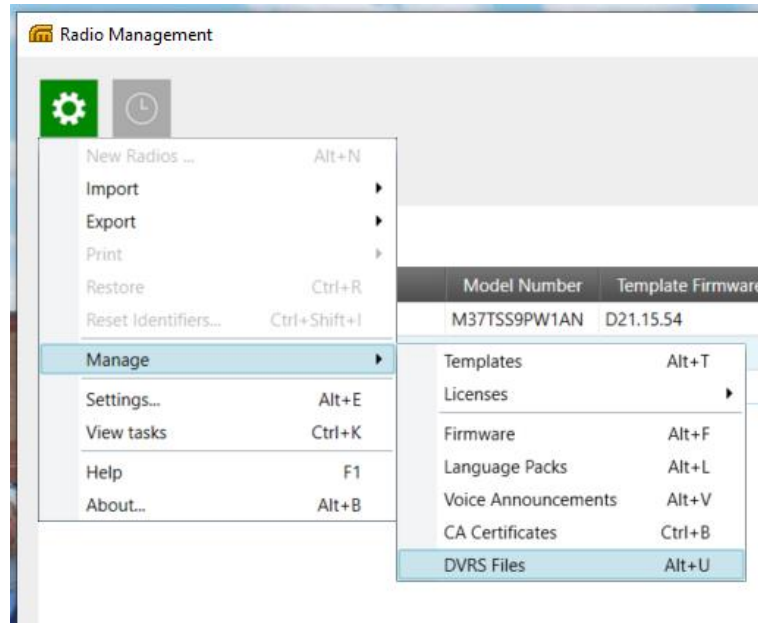 Radio Management
New Radios ... Alt+N
Import
Export
Print
Restore Ctrl+R
Reset Identifiers... Ctrl+Shift+I
Manage
Settings... Alt+E
View tasks Ctrl+K
Help F1
About... Alt+B
Model Number Template Firmware
M37TSS9PW1AN D21.15.54
Templates Alt+T
Licenses
Firmware Alt+F
Language Packs Alt+L
Voice Announcements Alt+V
CA Certificates Ctrl+B
DVRS Files Alt+U